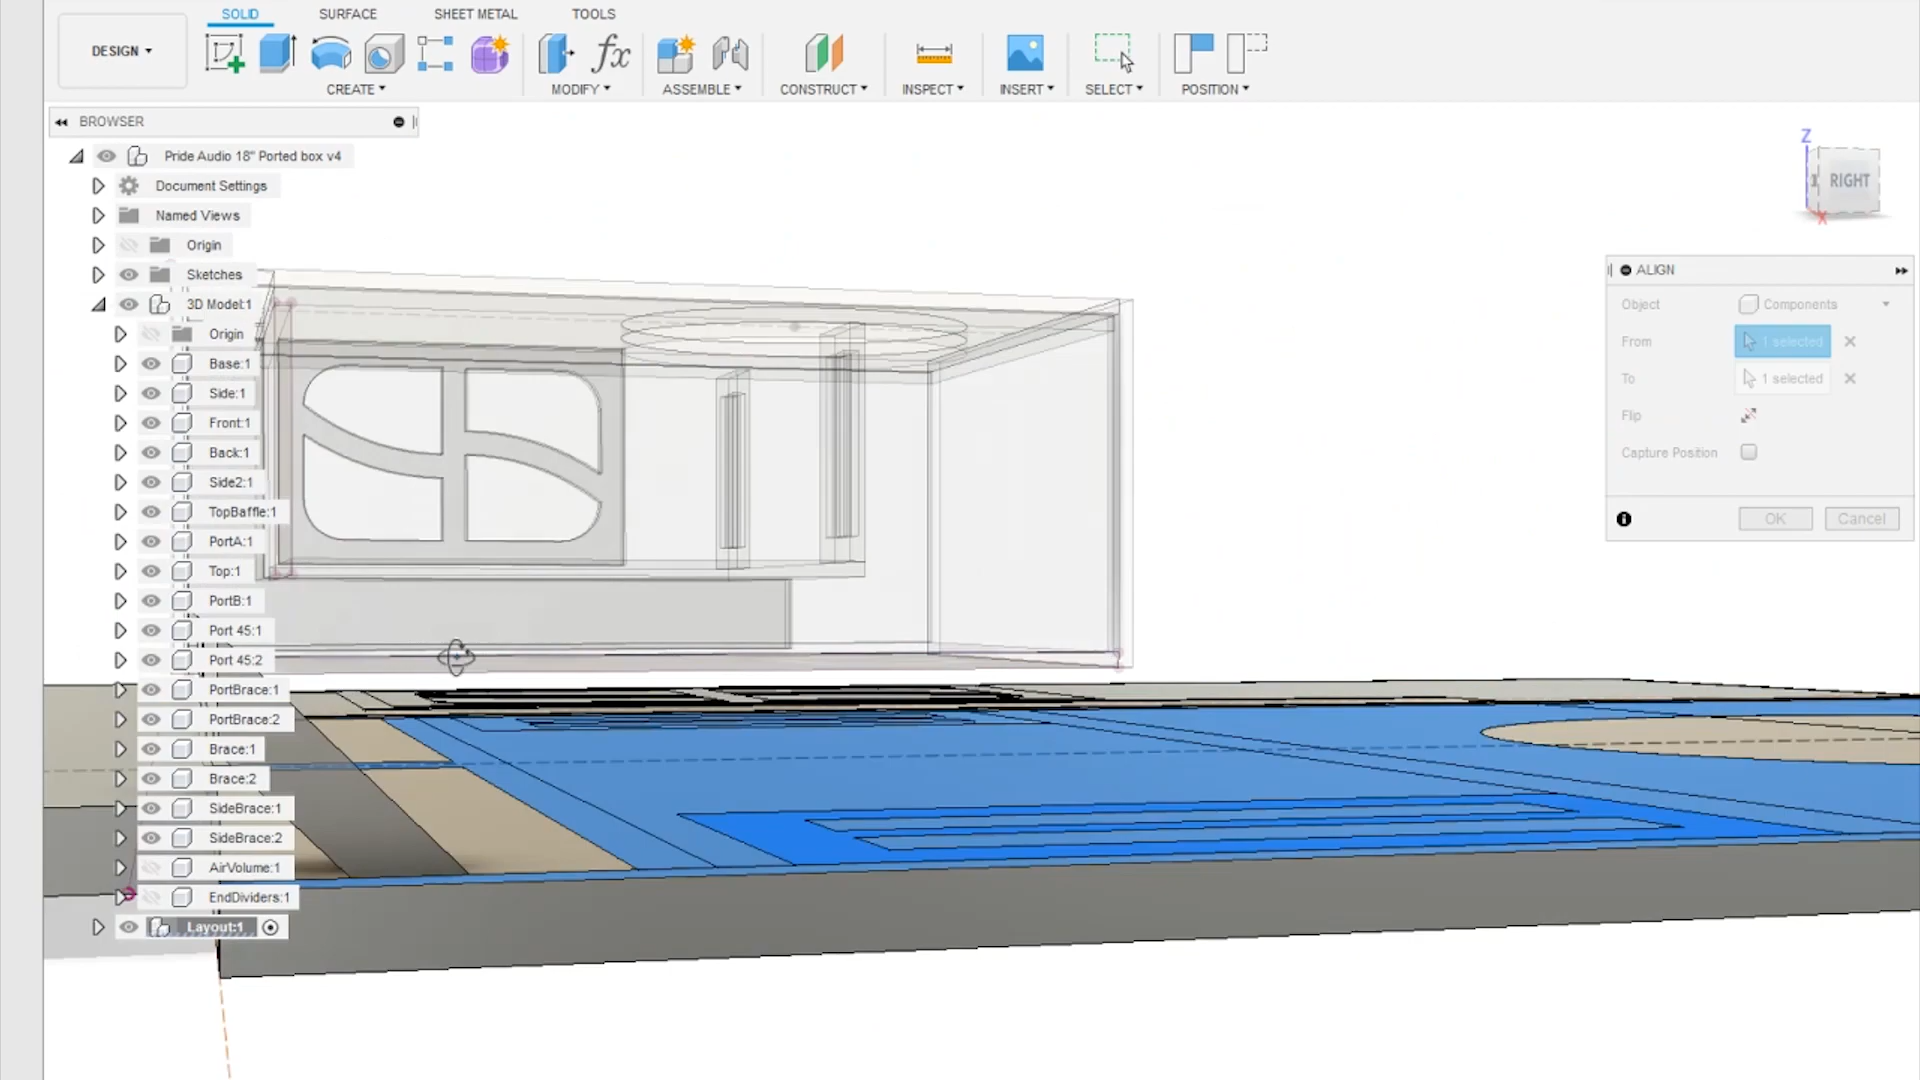 SOLID SURFACE SHEET METAL TOOLS
DESIGN
fx
CREATE MODIFY ASSEMBLE CONSTRUCT INSPECT INSERT SELECT POSITION
BROWSER
Pride Audio 18" Ported box v4
Document Settings
Named Views
Origin
Sketches
3D Model:1
Origin
Base:1
Side:1
Front:1
Back:1
Side2:1
TopBaffle:1
PortA:1
Top:1
PortB:1
Port 45:1
Port 45:2
PortBrace:1
PortBrace:2
Brace:1
Brace:2
SideBrace:1
SideBrace:2
AirVolume:1
EndDividers:1
Layout:1
Z
RIGHT
X
ALIGN
Object Components
From 1 selected
To 1 selected
Flip
Capture Position
OK Cancel